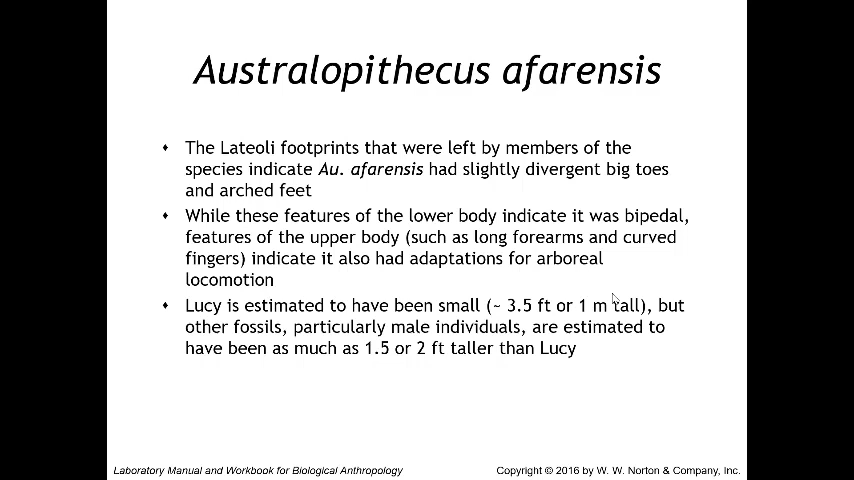 Australopithecus afarensis
⬧ The Lateoli footprints that were left by members of the
species indicate Au. afarensis had slightly divergent big toes
and arched feet
⬧ While these features of the lower body indicate it was bipedal,
features of the upper body (such as long forearms and curved
fingers) indicate it also had adaptations for arboreal
locomotion
⬧ Lucy is estimated to have been small (~ 3.5 ft or 1 m tall), but
other fossils, particularly male individuals, are estimated to
have been as much as 1.5 or 2 ft taller than Lucy
Laboratory Manual and Workbook for Biological Anthropology
Copyright © 2016 by W. W. Norton & Company, Inc.